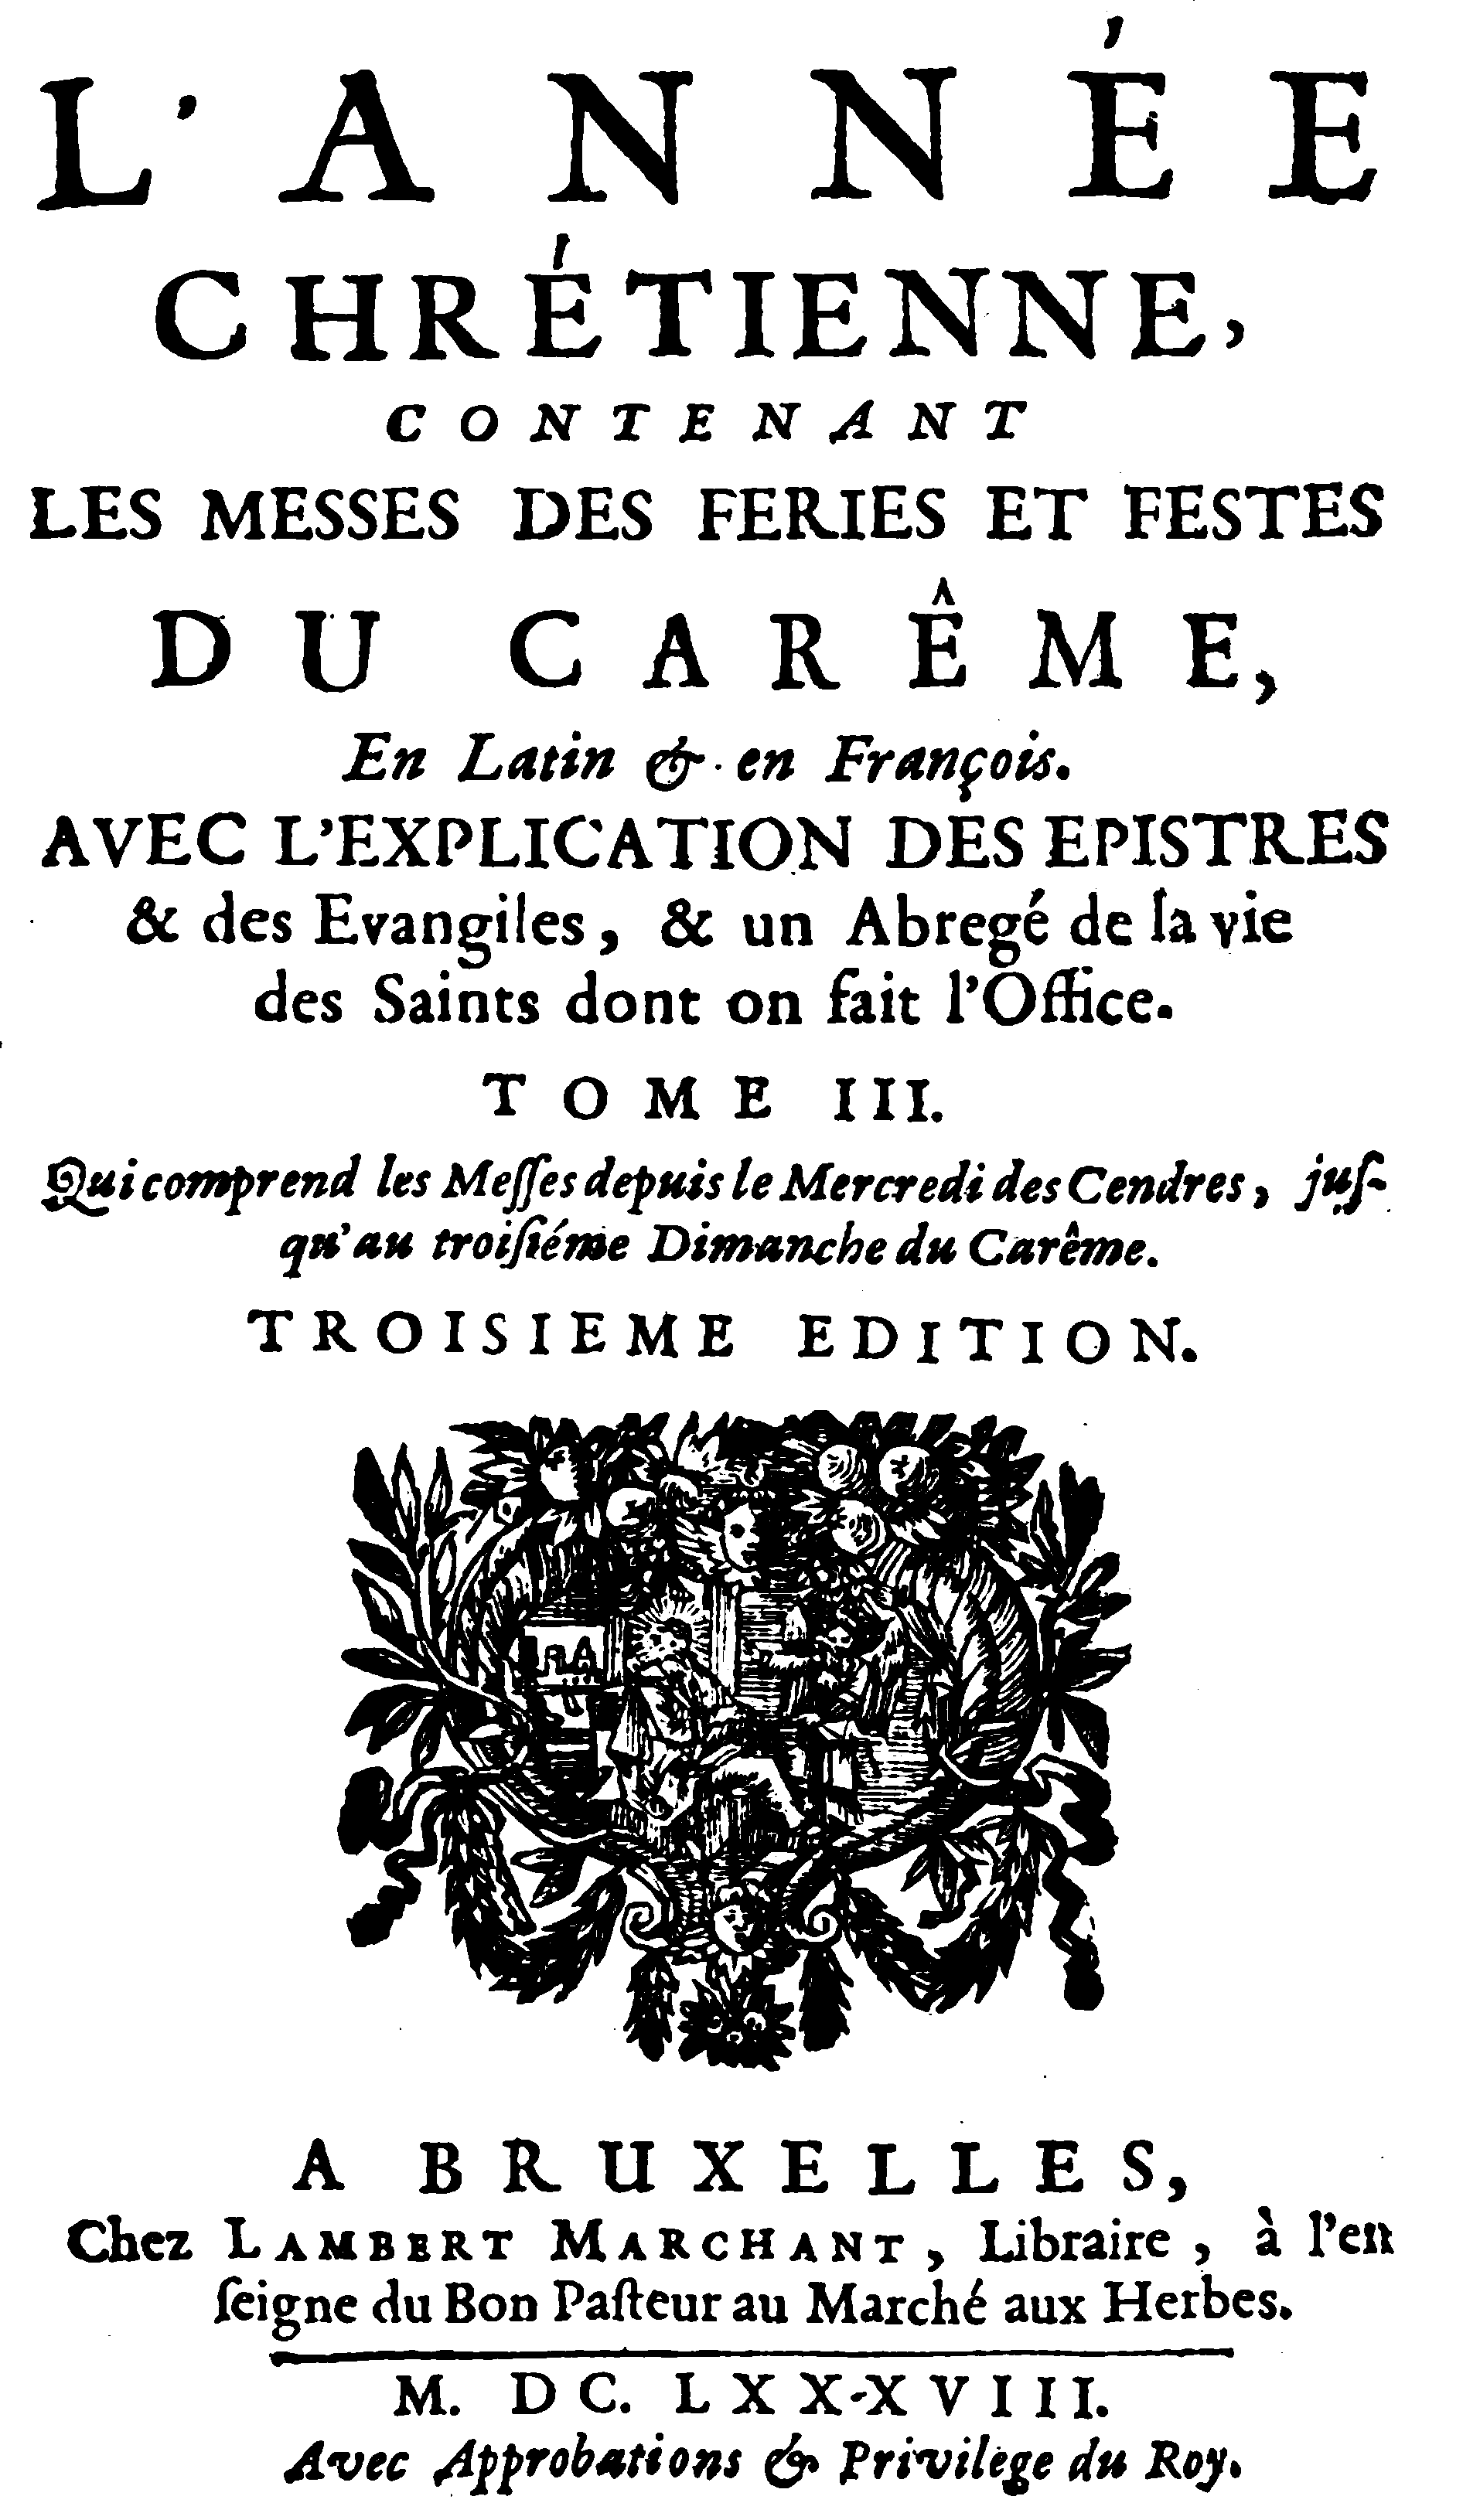 L'ANNÉE
CHRÉTIENNE,
CONTENANT
LES MESSES DES FERIES ET FESTES
DU CARÊME,
En Latin & en François.
AVEC L'EXPLICATION DES EPISTRES
& des Evangiles, & un Abregé de la vie
des Saints dont on fait l'Office.
TOME III.
Qui comprend les Meſſes depuis le Mercredi des Cendres, juſ-
qu'au troiſiéme Dimanche du Carême.
TROISIEME EDITION.
A BRUXELLES,
Chez LAMBERT MARCHANT, Libraire, à l'en
ſeigne du Bon Paſteur au Marché aux Herbes.
M. DC. LXXXVIII.
Avec Approbations & Privilege du Roy.